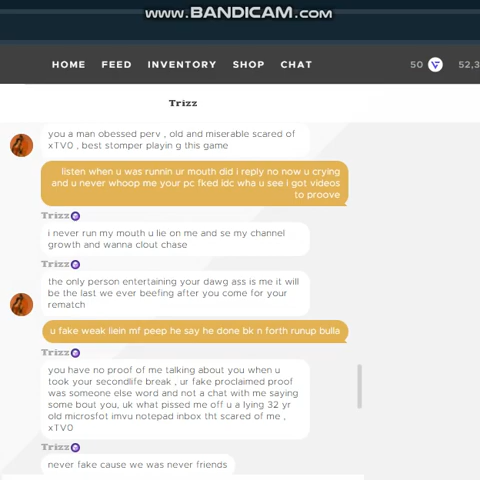 www.BANDICAM.com
HOME FEED INVENTORY SHOP CHAT 50 52,3
Trizz
you a man obessed perv , old and miserable scared of
xTV0 , best stomper playin g this game
listen when u was runnin ur mouth did i reply no now u crying
and u never whoop me your pc fked idc wha u see i got videos
to proove
Trizz
i never run my mouth u lie on me and se my channel
growth and wanna clout chase
Trizz
the only person entertaining your dawg ass is me it will
be the last we ever beefing after you come for your
rematch
u fake weak liein mf peep he say he done bk n forth runup bulla
Trizz
you have no proof of me talking about you when u
took your secondlife break , ur fake proclaimed proof
was someone else word and not a chat with me saying
some bout you, uk what pissed me off u a lying 32 yr
old microsfot imvu notepad inbox tht scared of me ,
xTV0
Trizz
never fake cause we was never friends